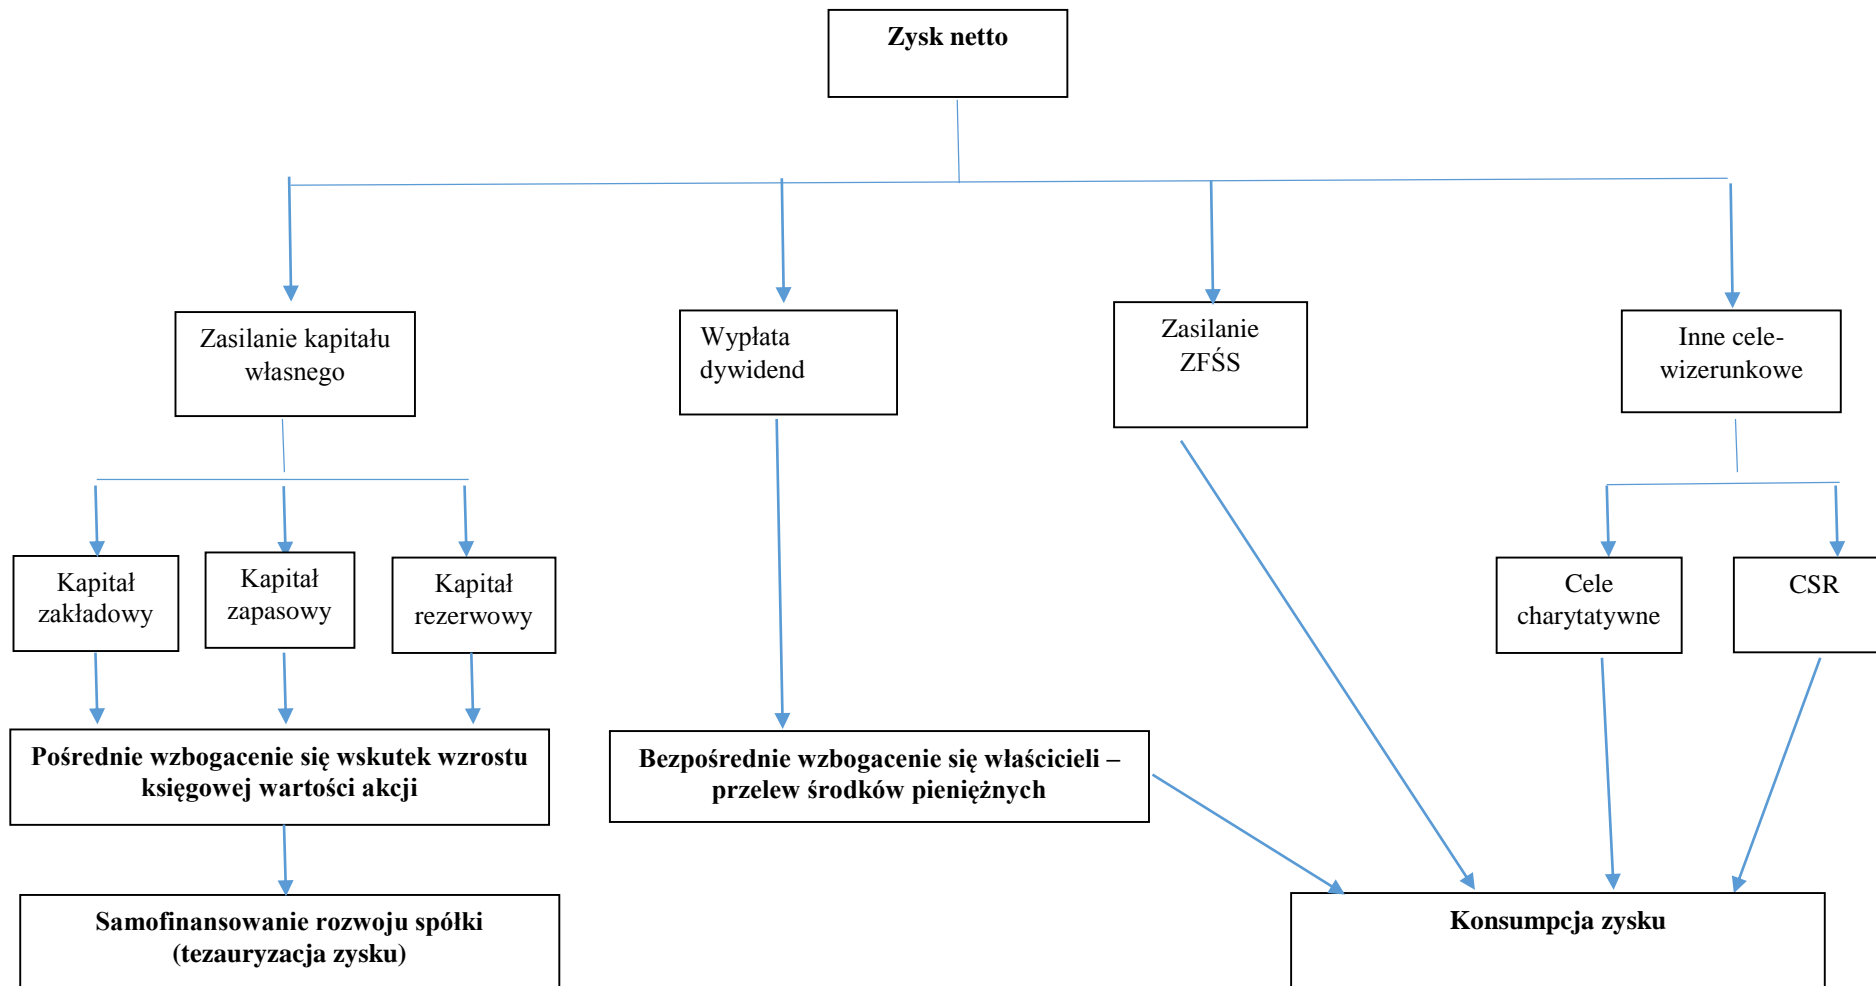 Zysk netto
Zasilanie kapitału
własnego
Wypłata
dywidend
Zasilanie
ZFŚS
Inne cele-
wizerunkowe
Kapitał
zakładowy
Kapitał
zapasowy
Kapitał
rezerwowy
Cele
charytatywne
CSR
Pośrednie wzbogacenie się wskutek wzrostu
księgowej wartości akcji
Bezpośrednie wzbogacenie się właścicieli –
przelew środków pieniężnych
Samofinansowanie rozwoju spółki
(tezauryzacja zysku)
Konsumpcja zysku